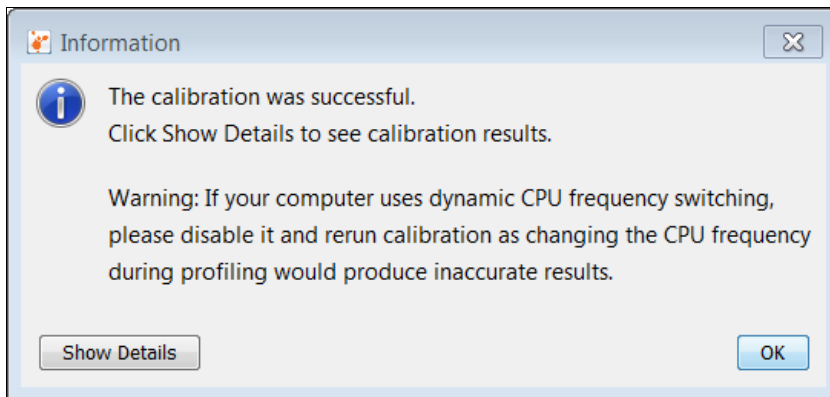 Information
The calibration was successful.
Click Show Details to see calibration results.
Warning: If your computer uses dynamic CPU frequency switching,
please disable it and rerun calibration as changing the CPU frequency
during profiling would produce inaccurate results.
Show Details
OK